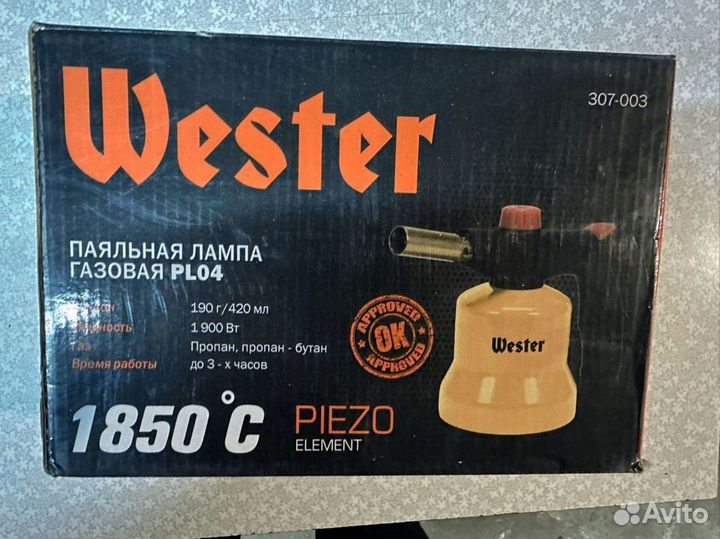 Wester
307-003
ПАЯЛЬНАЯ ЛАМПА
ГАЗОВАЯ PL04
190 г/420 мл
1 900 Вт
Газ Пропан, пропан - бутан
Время работы до 3 - х часов
1850°C
PIEZO
ELEMENT
APPROVED
OK
APPROVED
Wester
Avito